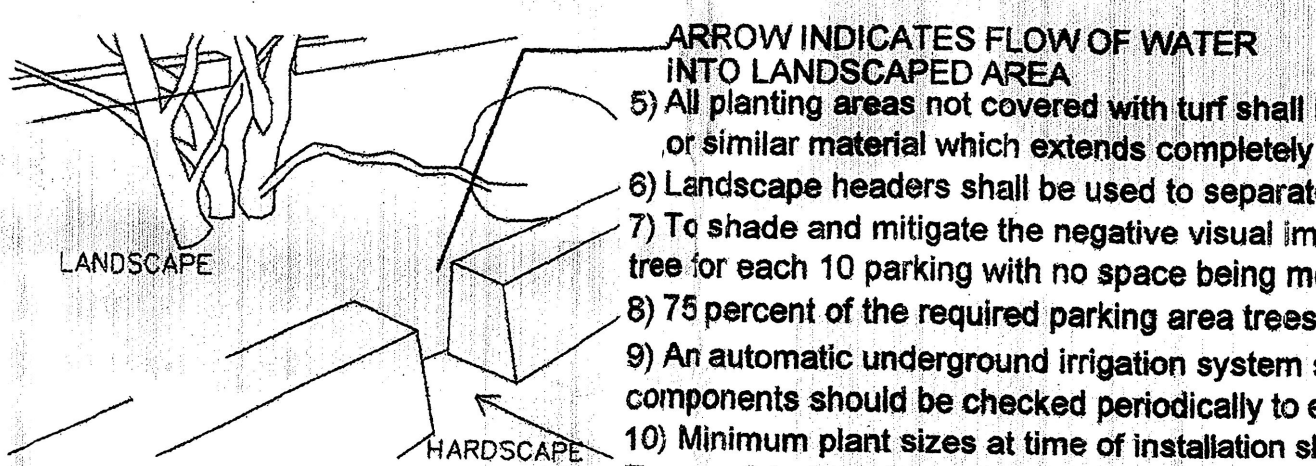 ARROW INDICATES FLOW OF WATER
INTO LANDSCAPED AREA
5) All planting areas not covered with turf shall
or similar material which extends completely
6) Landscape headers shall be used to separat
7) To shade and mitigate the negative visual im
tree for each 10 parking with no space being m
8) 75 percent of the required parking area trees
9) An automatic underground irrigation system s
components should be checked periodically to e
10) Minimum plant sizes at time of installation s
LANDSCAPE
HARDSCAPE